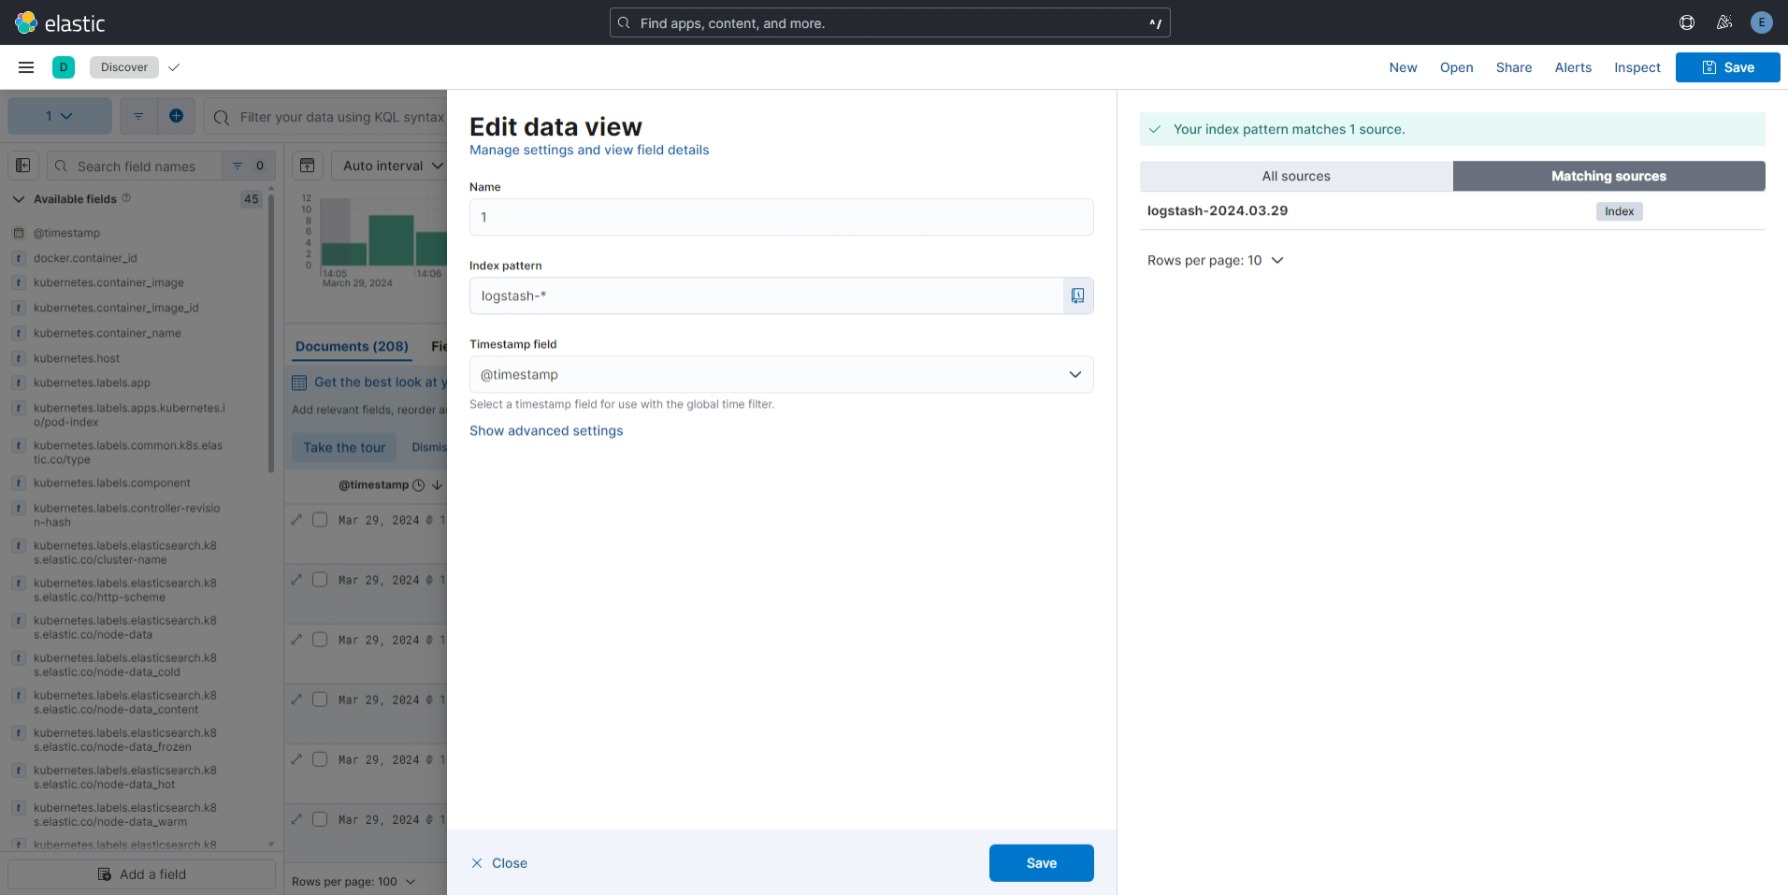 elastic
Find apps, content, and more.
^/
E
D
Discover
New
Open
Share
Alerts
Inspect
Save
1
Filter your data using KQL syntax
Search field names
0
Auto interval
Available fields
45
@timestamp
docker.container_id
kubernetes.container_image
kubernetes.container_image_id
kubernetes.container_name
kubernetes.host
kubernetes.labels.app
kubernetes.labels.apps.kubernetes.i
o/pod-index
kubernetes.labels.common.k8s.elas
tic.co/type
kubernetes.labels.component
kubernetes.labels.controller-revisio
n-hash
kubernetes.labels.elasticsearch.k8
s.elastic.co/cluster-name
kubernetes.labels.elasticsearch.k8
s.elastic.co/http-scheme
kubernetes.labels.elasticsearch.k8
s.elastic.co/node-data
kubernetes.labels.elasticsearch.k8
s.elastic.co/node-data_cold
kubernetes.labels.elasticsearch.k8
s.elastic.co/node-data_content
kubernetes.labels.elasticsearch.k8
s.elastic.co/node-data_frozen
kubernetes.labels.elasticsearch.k8
s.elastic.co/node-data_hot
kubernetes.labels.elasticsearch.k8
s.elastic.co/node-data_warm
kubernetes.labels.elasticsearch.k8
Add a field
12
10
8
6
4
2
0
14:05
14:06
March 29, 2024
Documents (208)
Fie
Get the best look at y
Add relevant fields, reorder a
Take the tour
Dismis
@timestamp
Mar 29, 2024 @ 1
Mar 29, 2024 @ 1
Mar 29, 2024 @ 1
Mar 29, 2024 @ 1
Mar 29, 2024 @ 1
Mar 29, 2024 @ 1
Rows per page: 100
Edit data view
Manage settings and view field details
Name
1
Index pattern
logstash-*
Timestamp field
@timestamp
Select a timestamp field for use with the global time filter.
Show advanced settings
Close
Save
Your index pattern matches 1 source.
All sources
Matching sources
logstash-2024.03.29
Index
Rows per page: 10